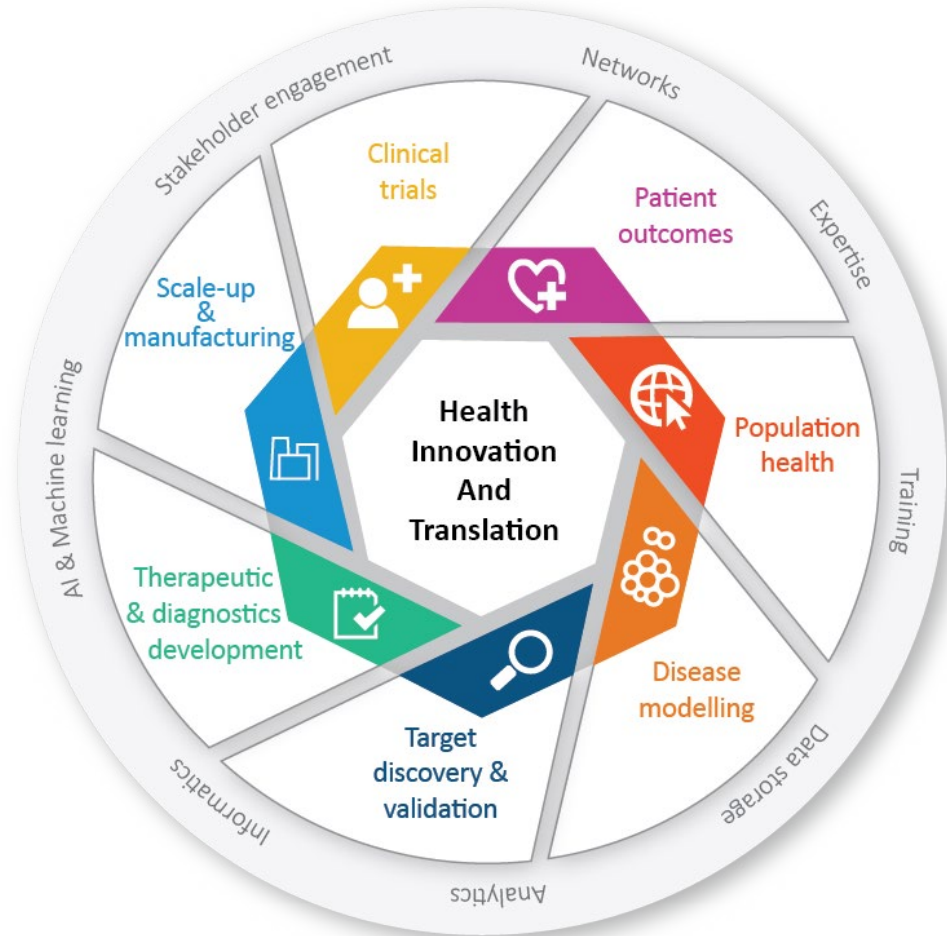 Stakeholder engagement
Networks
Expertise
Training
Data storage
Analytics
Informatics
AI & Machine learning
Clinical
trials
Patient
outcomes
Population
health
Disease
modelling
Target
discovery &
validation
Therapeutic
& diagnostics
development
Scale-up
&
manufacturing
Health
Innovation
And
Translation